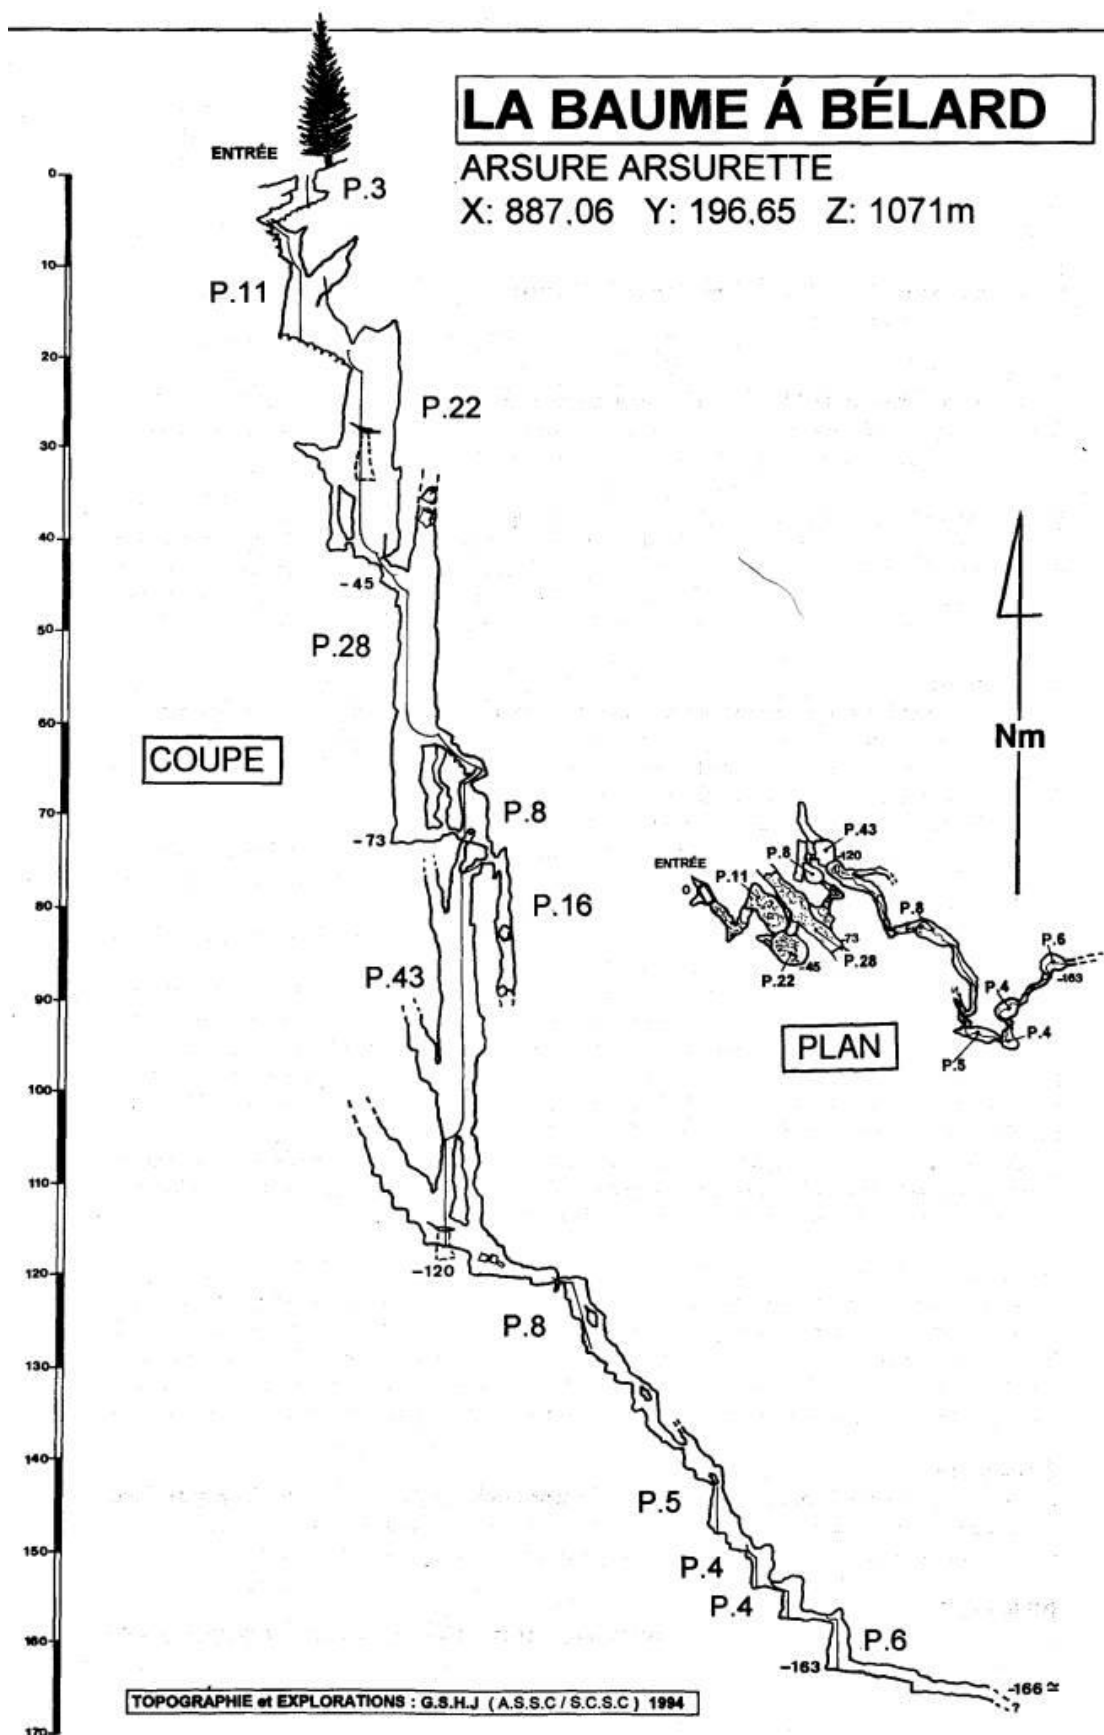 LA BAUME Á BÉLARD
ARSURE ARSURETTE
X: 887.06 Y: 196.65 Z: 1071m
ENTRÉE
P.3
P.11
P.22
-45
P.28
COUPE
P.8
-73
P.16
P.43
-120
P.8
P.5
P.4
P.4
P.6
-163
-166 ≃
?
0
10
20
30
40
50
60
70
80
90
100
110
120
130
140
150
160
170
Nm
ENTRÉE
0
P.11
P.8
P.43
-120
P.22
-45
-73
P.28
P.8
P.6
-163
P.4
P.4
P.5
PLAN
TOPOGRAPHIE et EXPLORATIONS : G.S.H.J ( A.S.S.C / S.C.S.C ) 1994